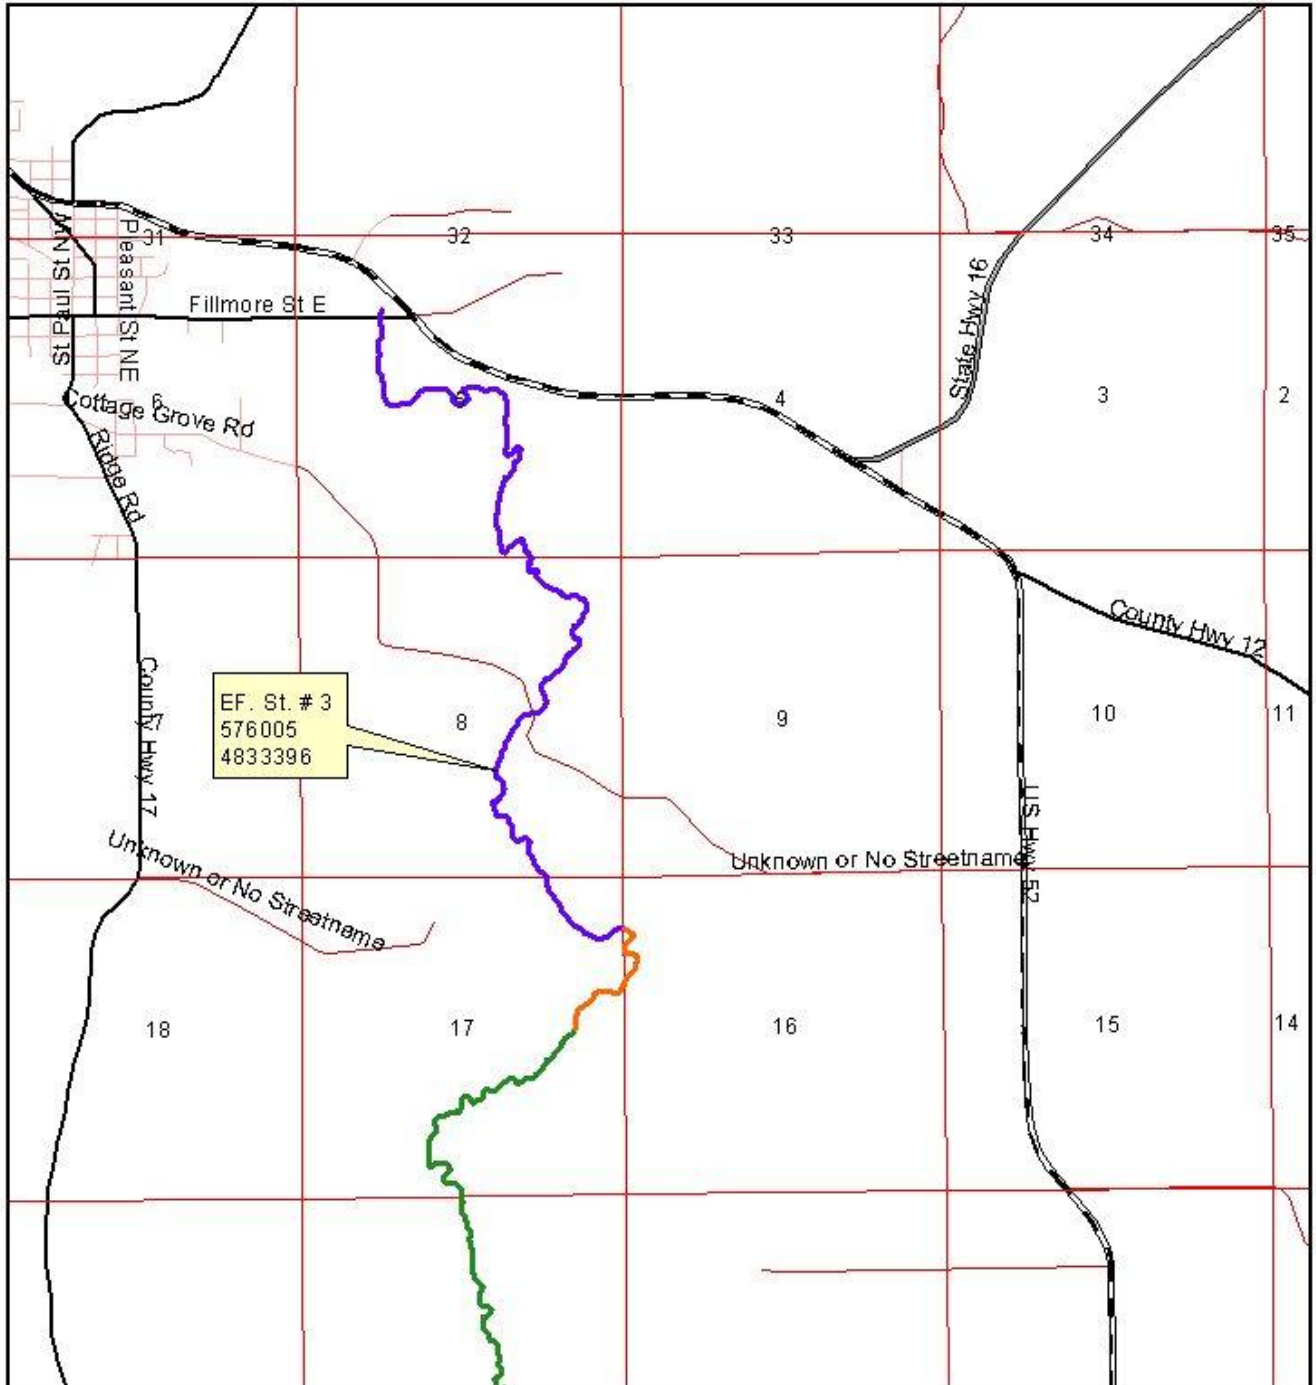 31
32
33
34
35
St Paul St NW
Pleasant St NE
Fillmore St E
State Hwy 16
Cottage Grove Rd
6
4
3
2
Ridge Rd
County Hwy 12
EF. St. # 3
576005
4833396
County Hwy 17
7
8
9
10
11
US Hwy 52
Unknown or No Streetname
Unknown or No Streetname
18
17
16
15
14